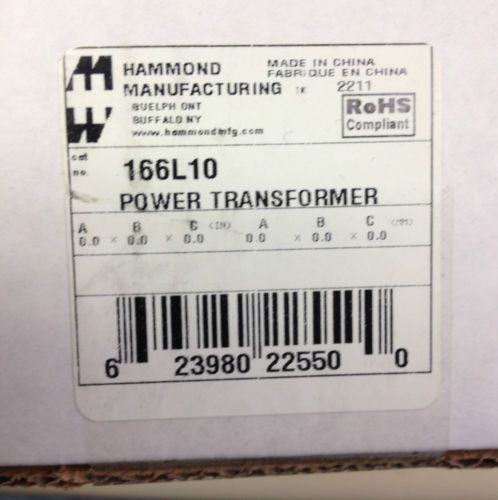 HAMMOND
MANUFACTURING TK
BUELPH ONT
BUFFALO NY
www.hammondmfg.com
MADE IN CHINA
FABRIQUE EN CHINA
2211
RoHS
Compliant
cat
no.
166L10
POWER TRANSFORMER
A B C (IN) A B C (MM)
0.0 × 0.0 × 0.0 0.0 × 0.0 × 0.0
6 23980 22550 0